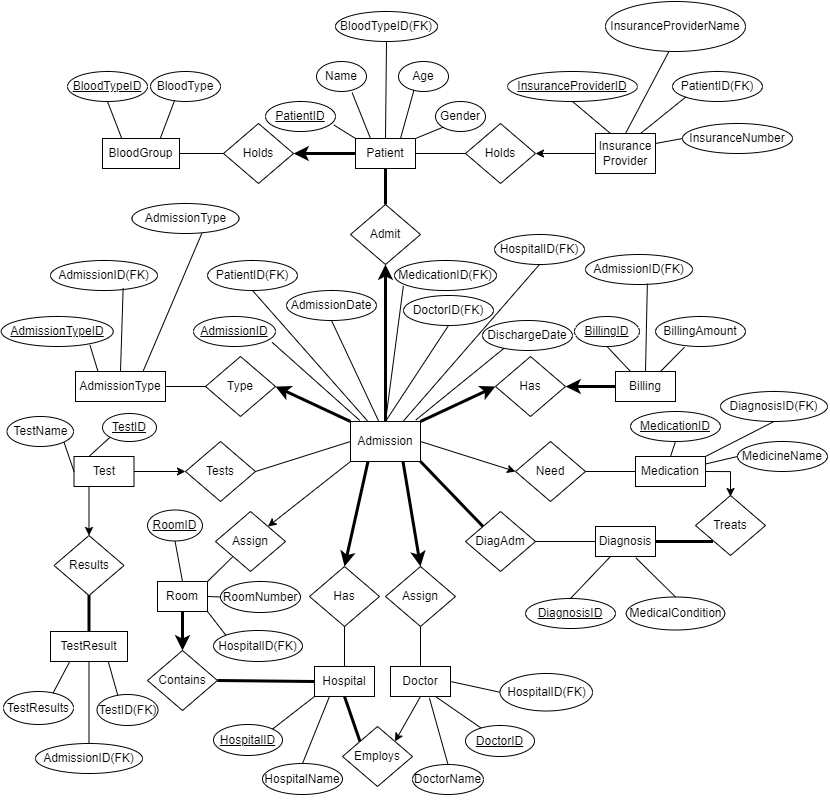 BloodTypeID(FK)
InsuranceProviderName
Name
Age
BloodTypeID
BloodType
InsuranceProviderID
PatientID(FK)
PatientID
Gender
InsuranceNumber
BloodGroup
Holds
Patient
Holds
Insurance
Provider
AdmissionType
Admit
HospitalID(FK)
AdmissionID(FK)
PatientID(FK)
MedicationID(FK)
AdmissionID(FK)
AdmissionDate
DoctorID(FK)
AdmissionTypeID
AdmissionID
DischargeDate
BillingID
BillingAmount
AdmissionType
Type
Has
Billing
DiagnosisID(FK)
TestName
TestID
MedicationID
Admission
MedicineName
Test
Tests
Need
Medication
RoomID
Assign
DiagAdm
Diagnosis
Treats
Results
Room
RoomNumber
Has
Assign
DiagnosisID
MedicalCondition
TestResult
HospitalID(FK)
Contains
Hospital
Doctor
HospitalID(FK)
TestResults
TestID(FK)
HospitalID
DoctorID
AdmissionID(FK)
Employs
HospitalName
DoctorName